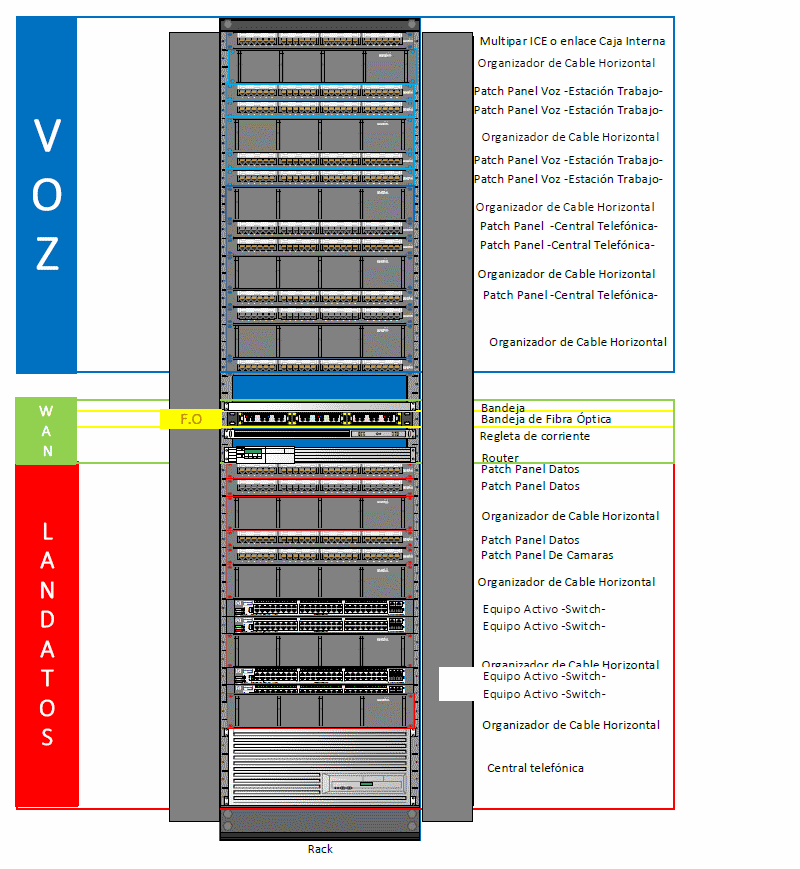 VOZ
Multipar ICE o enlace Caja Interna
Organizador de Cable Horizontal
Patch Panel Voz -Estación Trabajo-
Patch Panel Voz -Estación Trabajo-
Organizador de Cable Horizontal
Patch Panel Voz -Estación Trabajo-
Patch Panel Voz -Estación Trabajo-
Organizador de Cable Horizontal
Patch Panel  -Central Telefónica-
Patch Panel -Central Telefónica-
Organizador de Cable Horizontal
Patch Panel -Central Telefónica-
Organizador de Cable Horizontal
WAN
F.O
Bandeja
Bandeja de Fibra Óptica
Regleta de corriente
Router
LANDATOS
Patch Panel Datos
Patch Panel Datos
Organizador de Cable Horizontal
Patch Panel Datos
Patch Panel De Camaras
Organizador de Cable Horizontal
Equipo Activo -Switch-
Equipo Activo -Switch-
Organizador de Cable Horizontal
Equipo Activo -Switch-
Equipo Activo -Switch-
Organizador de Cable Horizontal
Central telefónica
Rack